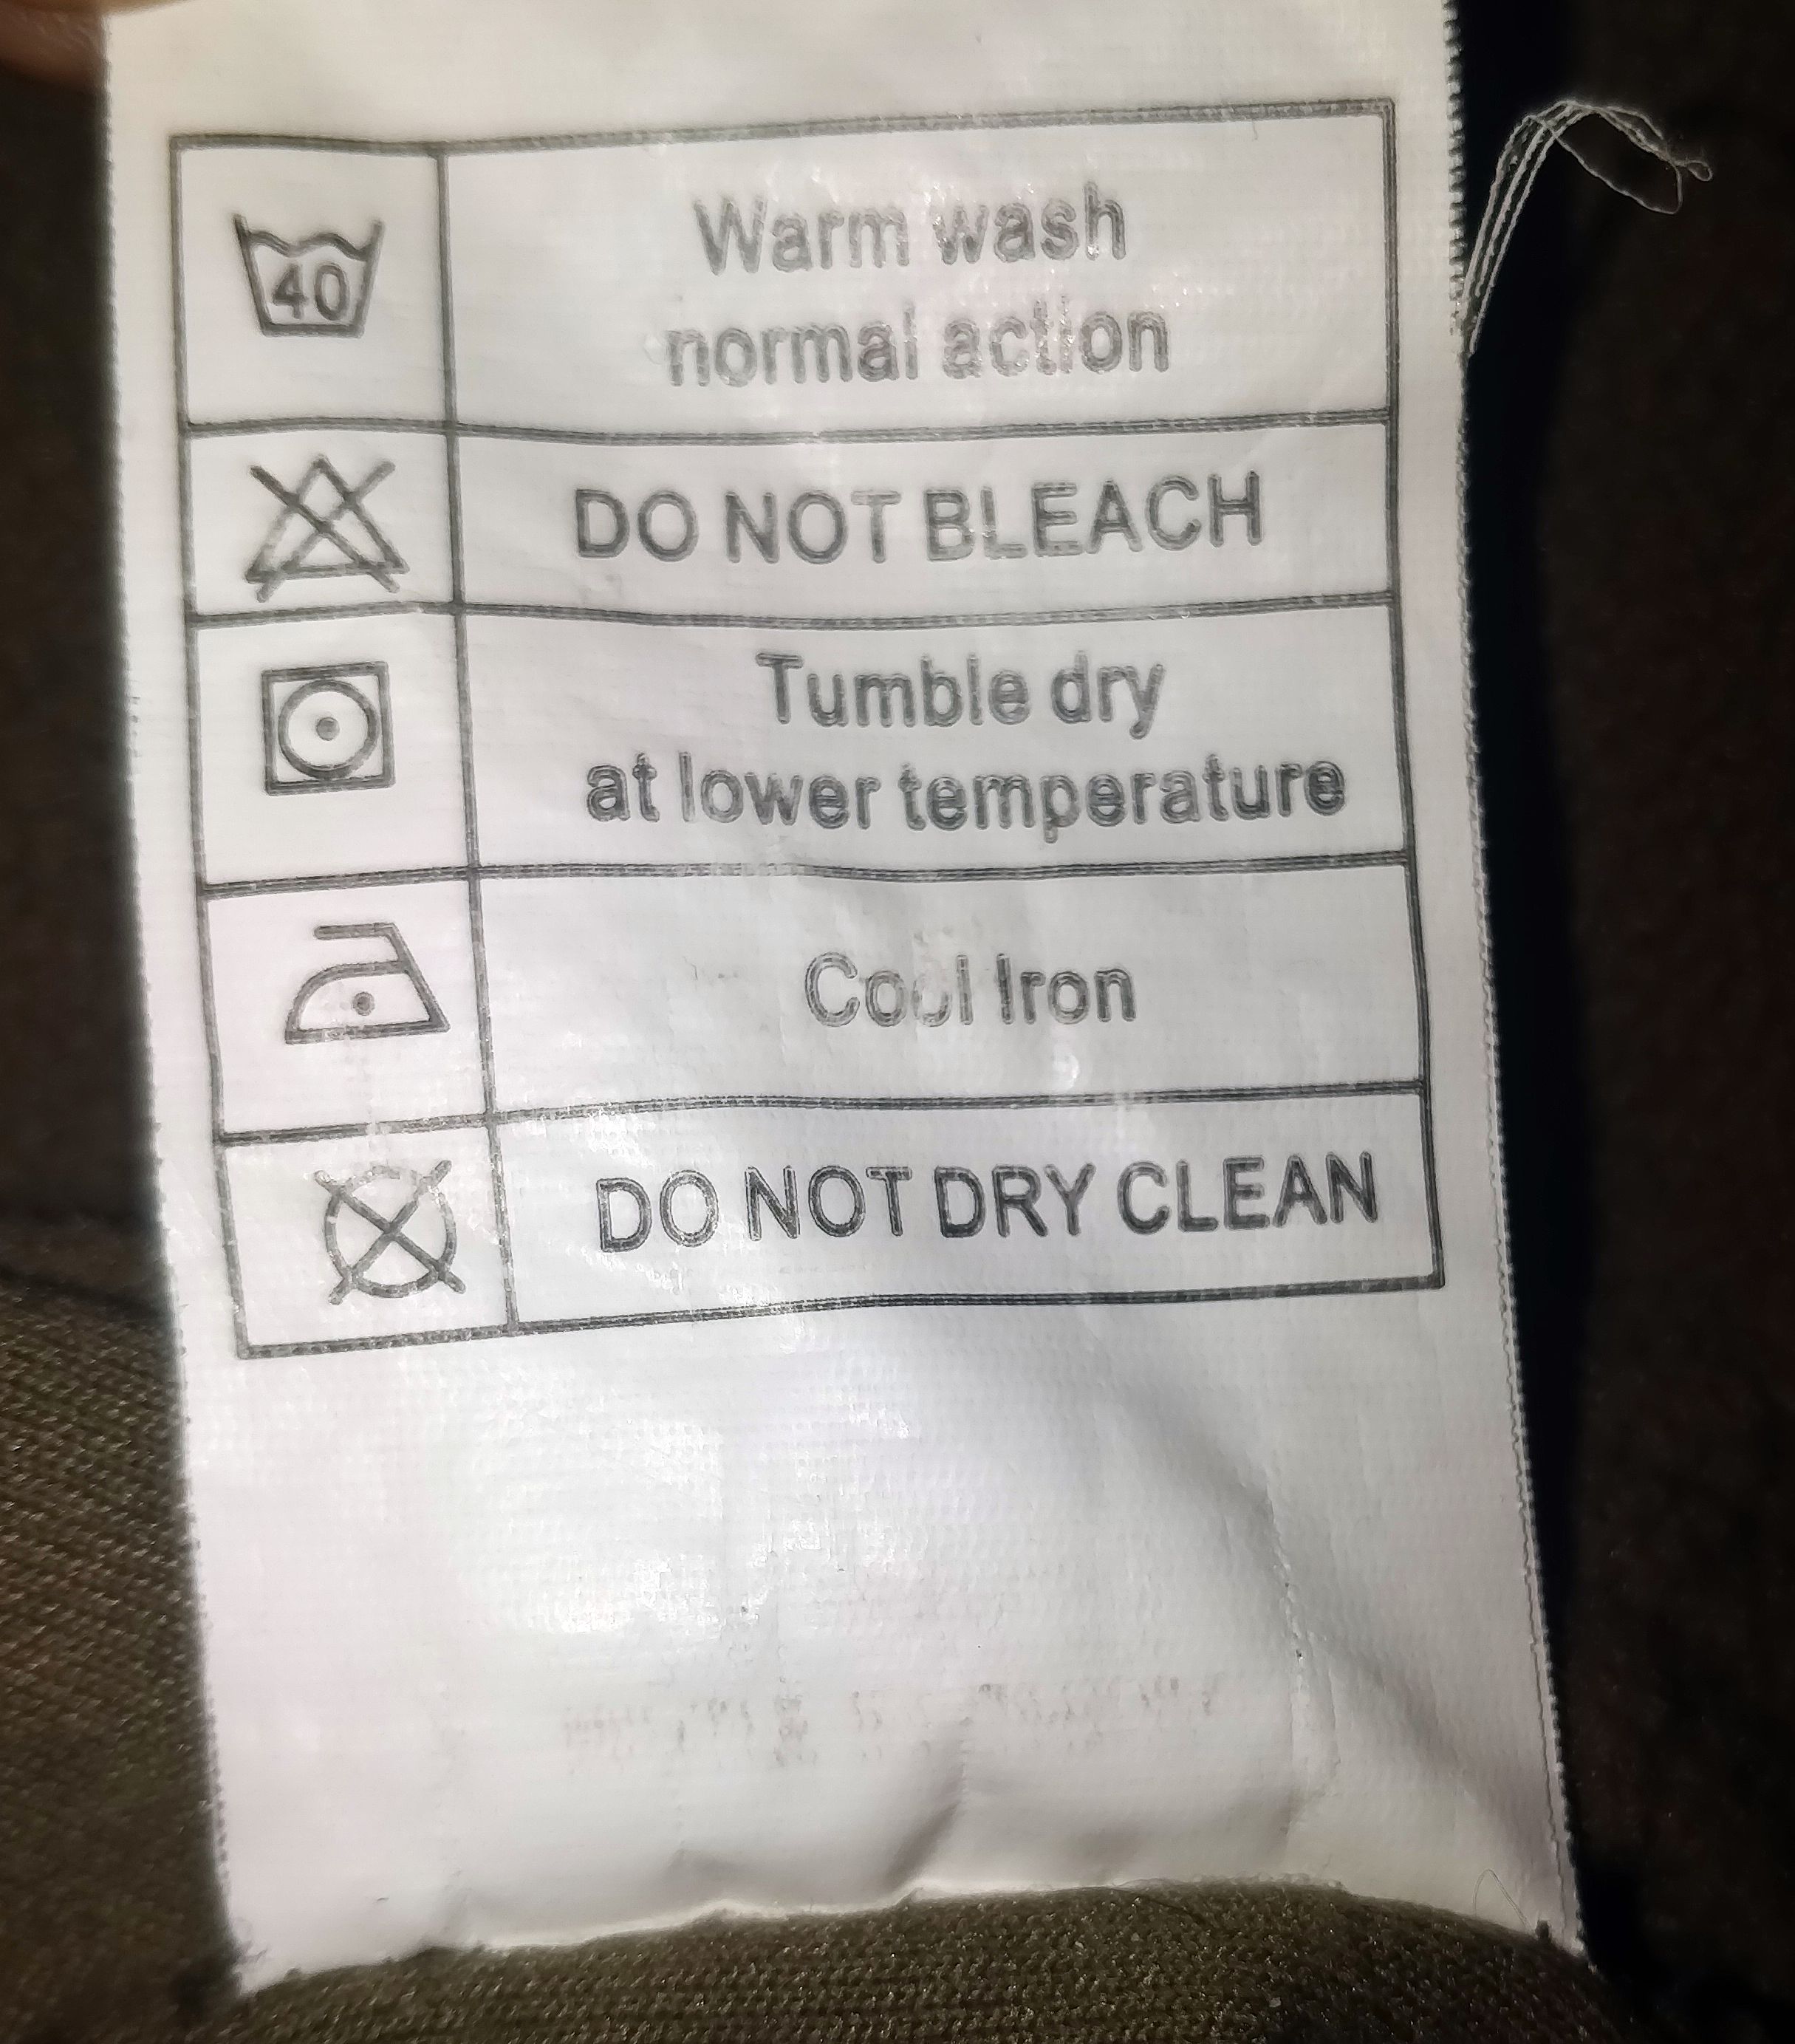 40
Warm wash
normal action
DO NOT BLEACH
Tumble dry
at lower temperature
Cool Iron
DO NOT DRY CLEAN